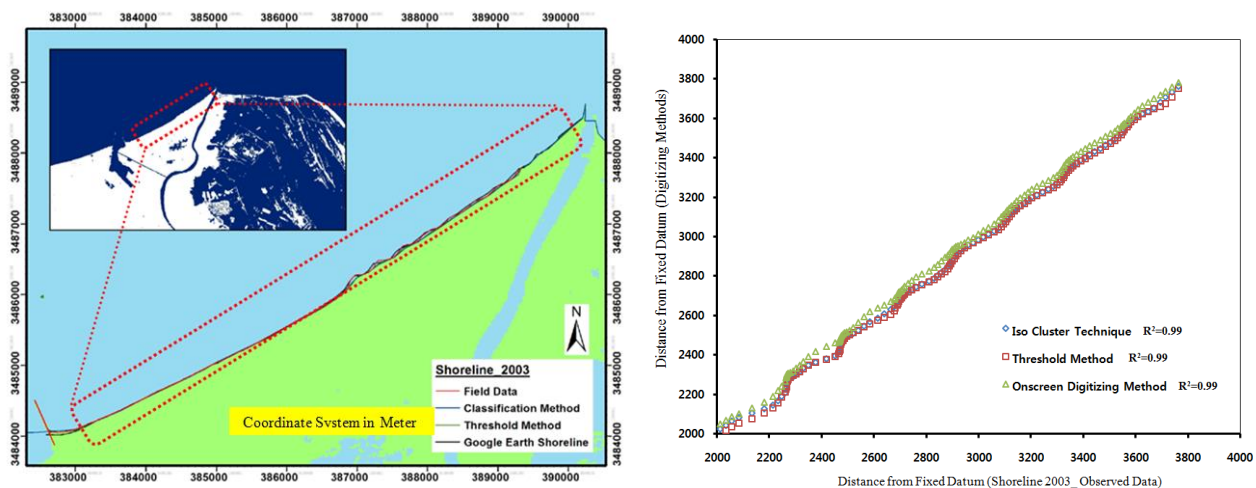 383000 384000 385000 386000 387000 388000 389000 390000
3489000
3488000
3487000
3486000
3485000
3484000
N
Shoreline_2003
Field Data
Classification Method
Threshold Method
Google Earth Shoreline
Coordinate System in Meter
383000 384000 385000 386000 387000 388000 389000 390000
3489000
3488000
3487000
3486000
3485000
3484000
Distance from Fixed Datum (Digitizing Methods)
4000
3800
3600
3400
3200
3000
2800
2600
2400
2200
2000
Iso Cluster Technique R²=0.99
Threshold Method R²=0.99
Onscreen Digitizing Method R²=0.99
2000 2200 2400 2600 2800 3000 3200 3400 3600 3800 4000
Distance from Fixed Datum (Shoreline 2003_ Observed Data)